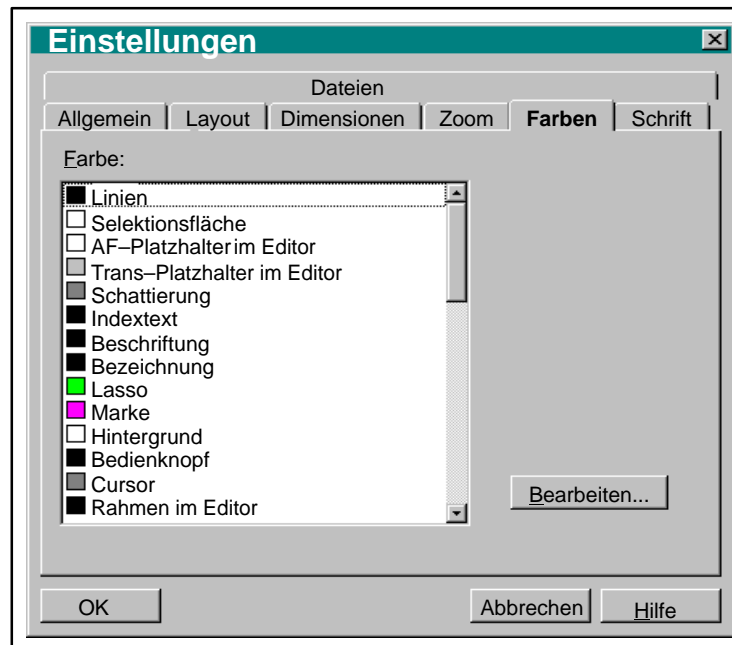 Einstellungen
Dateien
Allgemein Layout Dimensionen Zoom Farben Schrift
Farbe:
Linien
Selektionsfläche
AF–Platzhalter im Editor
Trans–Platzhalter im Editor
Schattierung
Indextext
Beschriftung
Bezeichnung
Lasso
Marke
Hintergrund
Bedienknopf
Cursor
Rahmen im Editor
Bearbeiten...
OK Abbrechen Hilfe